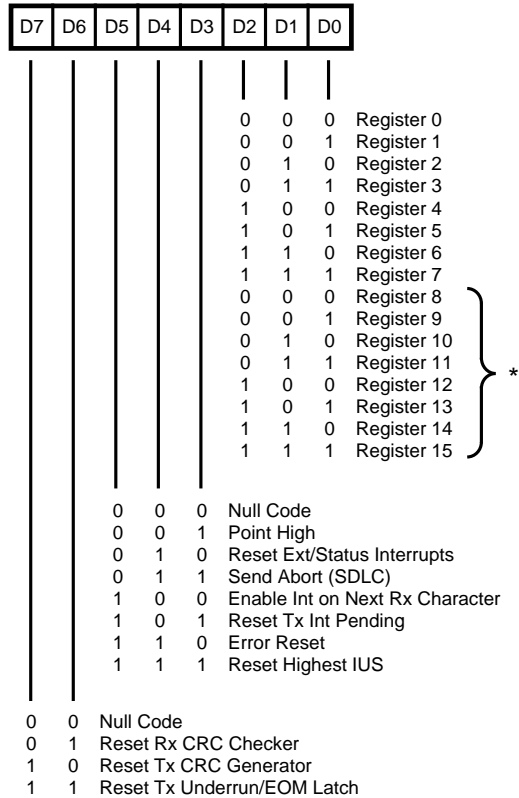 D7 D6 D5 D4 D3 D2 D1 D0
0 0 0 Register 0
0 0 1 Register 1
0 1 0 Register 2
0 1 1 Register 3
1 0 0 Register 4
1 0 1 Register 5
1 1 0 Register 6
1 1 1 Register 7
0 0 0 Register 8
0 0 1 Register 9
0 1 0 Register 10
0 1 1 Register 11
1 0 0 Register 12
1 0 1 Register 13
1 1 0 Register 14
1 1 1 Register 15
*
0 0 0 Null Code
0 0 1 Point High
0 1 0 Reset Ext/Status Interrupts
0 1 1 Send Abort (SDLC)
1 0 0 Enable Int on Next Rx Character
1 0 1 Reset Tx Int Pending
1 1 0 Error Reset
1 1 1 Reset Highest IUS
0 0 Null Code
0 1 Reset Rx CRC Checker
1 0 Reset Tx CRC Generator
1 1 Reset Tx Underrun/EOM Latch